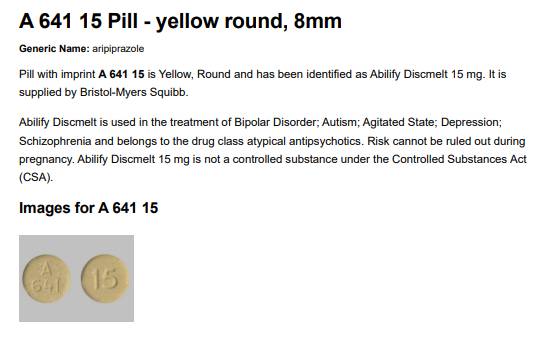 A 641 15 Pill - yellow round, 8mm
Generic Name: aripiprazole
Pill with imprint A 641 15 is Yellow, Round and has been identified as Abilify Discmelt 15 mg. It is
supplied by Bristol-Myers Squibb.
Abilify Discmelt is used in the treatment of Bipolar Disorder; Autism; Agitated State; Depression;
Schizophrenia and belongs to the drug class atypical antipsychotics. Risk cannot be ruled out during
pregnancy. Abilify Discmelt 15 mg is not a controlled substance under the Controlled Substances Act
(CSA).
Images for A 641 15
A
641
15